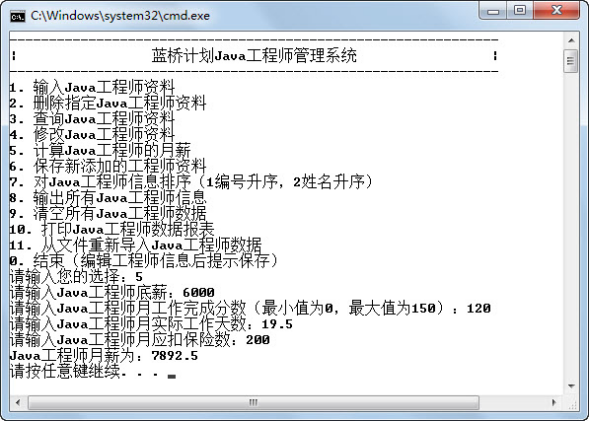 C:\Windows\system32\cmd.exe
蓝桥计划Java工程师管理系统
1. 输入Java工程师资料
2. 删除指定Java工程师资料
3. 查询Java工程师资料
4. 修改Java工程师资料
5. 计算Java工程师的月薪
6. 保存新添加的工程师资料
7. 对Java工程师信息排序（1编号升序，2姓名升序）
8. 输出所有Java工程师信息
9. 清空所有Java工程师数据
10. 打印Java工程师数据报表
11. 从文件重新导入Java工程师数据
0. 结束（编辑工程师信息后提示保存）
请输入您的选择：5
请输入Java工程师底薪：6000
请输入Java工程师月工作完成分数（最小值为0，最大值为150）：120
请输入Java工程师月实际工作天数：19.5
请输入Java工程师月应扣保险数：200
Java工程师月薪为：7892.5
请按任意键继续. . .